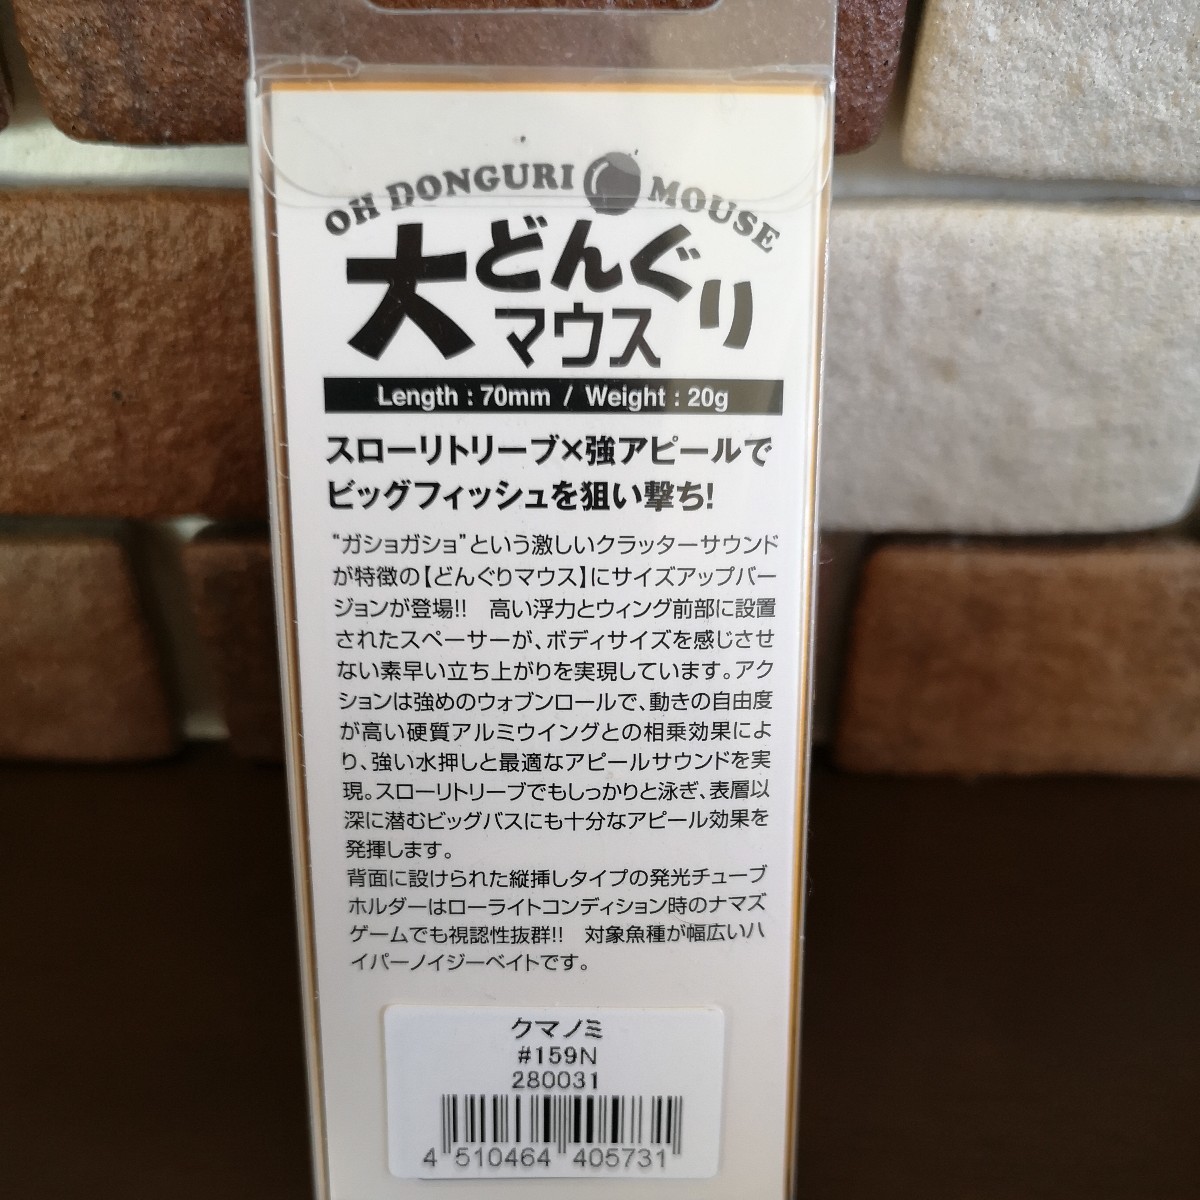 OH DONGURI MOUSE
大どんぐり
マウス
Length : 70mm / Weight : 20g
スローリトリーブ×強アピールで
ビッグフィッシュを狙い撃ち!
“ガショガショ”という激しいクラッターサウンド
が特徴の【どんぐりマウス】にサイズアップバー
ジョンが登場!!　高い浮力とウィング前部に設置
されたスペーサーが、ボディサイズを感じさせ
ない素早い立ち上がりを実現しています。アク
ションは強めのウォブンロールで、動きの自由度
が高い硬質アルミウイングとの相乗効果によ
り、強い水押しと最適なアピールサウンドを実
現。スローリトリーブでもしっかりと泳ぎ、表層以
深に潜むビッグバスにも十分なアピール効果を
発揮します。
背面に設けられた縦挿しタイプの発光チューブ
ホルダーはローライトコンディション時のナマズ
ゲームでも視認性抜群!!　対象魚種が幅広いハ
イパーノイジーベイトです。
クマノミ
#159N
280031
4 510464 405731